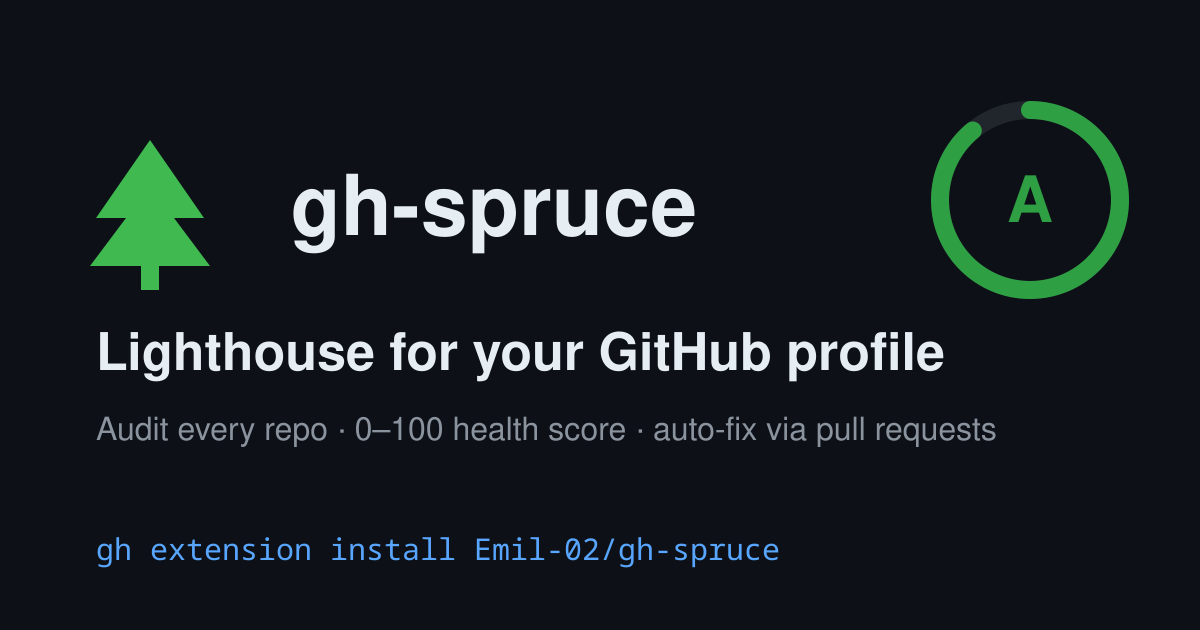 gh-spruce
A
Lighthouse for your GitHub profile
Audit every repo · 0–100 health score · auto-fix via pull requests
gh extension install Emil-02/gh-spruce